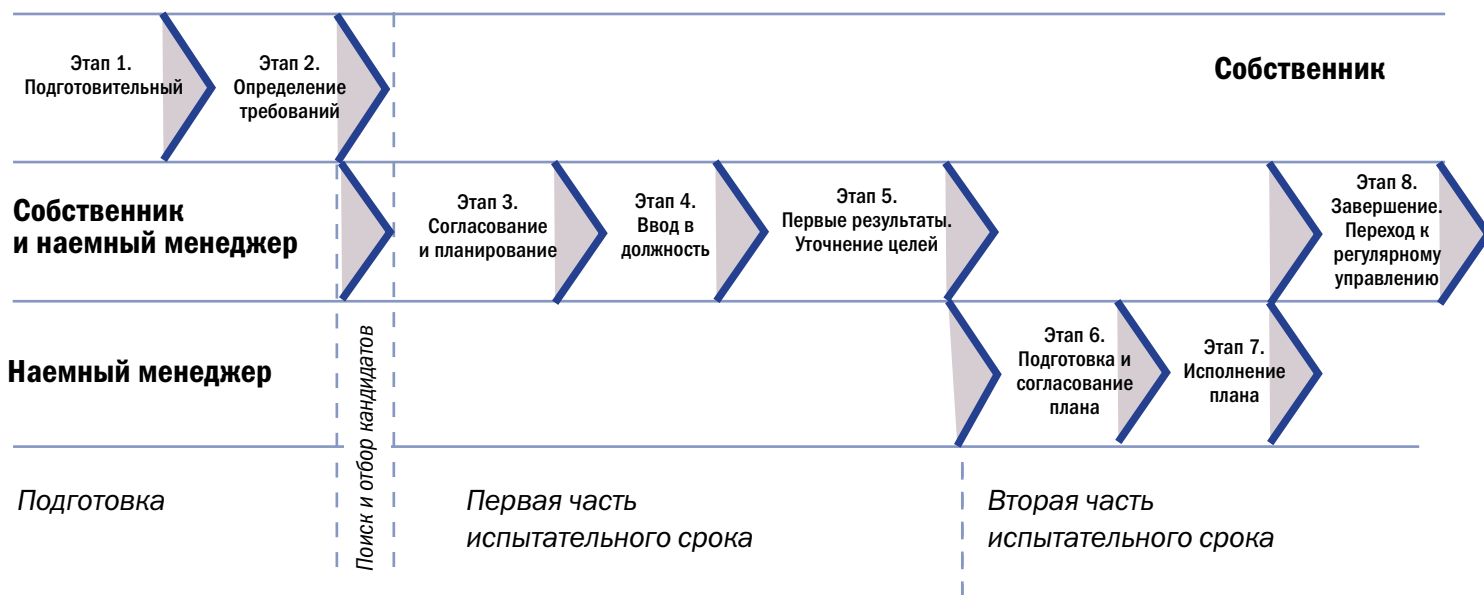 Этап 1.
Подготовительный
Этап 2.
Определение
требований
Собственник
Собственник
и наемный менеджер
Этап 3.
Согласование
и планирование
Этап 4.
Ввод в
должность
Этап 5.
Первые результаты.
Уточнение целей
Этап 8.
Завершение.
Переход к
регулярному
управлению
Наемный менеджер
Этап 6.
Подготовка и
согласование
плана
Этап 7.
Исполнение
плана
Подготовка
Поиск и отбор кандидатов
Первая часть
испытательного срока
Вторая часть
испытательного срока